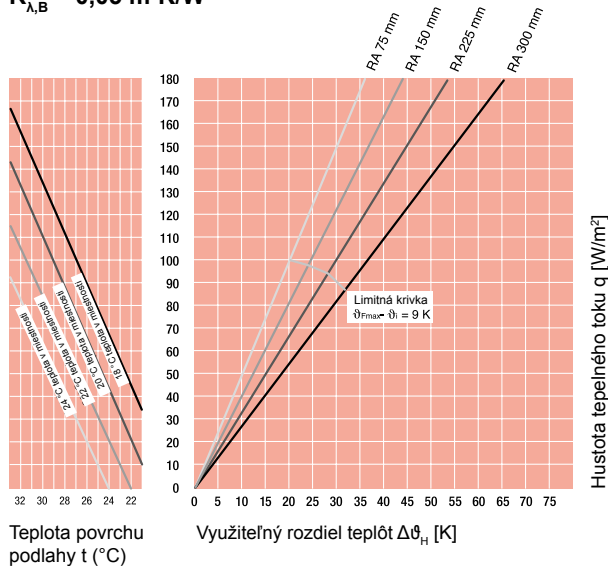 RA 75 mm
RA 150 mm
RA 225 mm
RA 300 mm
180
170
160
150
140
130
120
110
100
90
80
70
60
50
40
30
20
10
0
18 °C teplota v miestnosti
20 °C teplota v miestnosti
22 °C teplota v miestnosti
24 °C teplota v miestnosti
Limitná krivka
ϑFmax- ϑi = 9 K
Hustota tepelného toku q [W/m²]
32 30 28 26 24 22
0 5 10 15 20 25 30 35 40 45 50 55 60 65 70 75
Teplota povrchu
podlahy t (°C)
Využiteľný rozdiel teplôt ΔϑH [K]